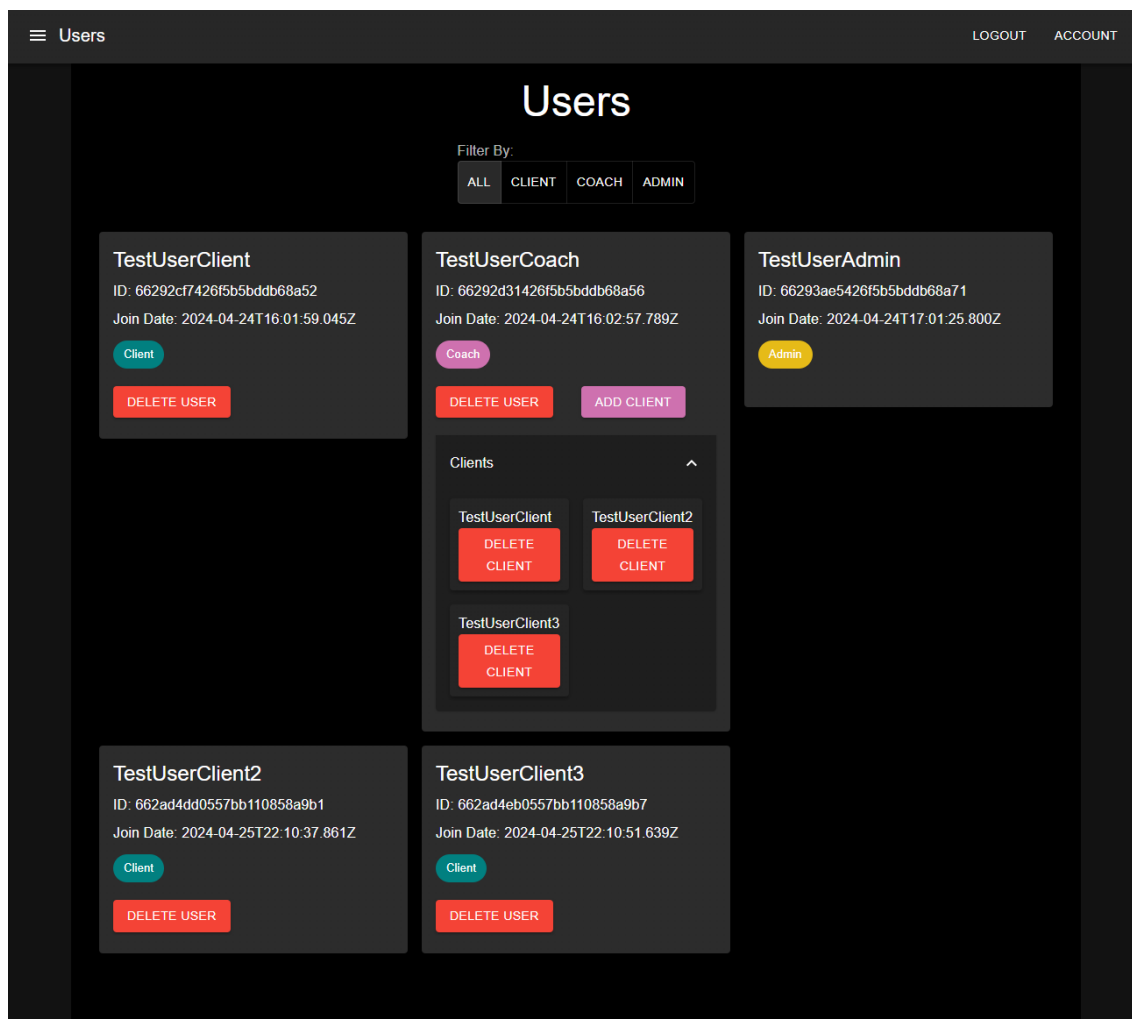 Users
LOGOUT
ACCOUNT
Users
Filter By:
ALL
CLIENT
COACH
ADMIN
TestUserClient
ID: 66292cf7426f5b5bddb68a52
Join Date: 2024-04-24T16:01:59.045Z
Client
DELETE USER
TestUserCoach
ID: 66292d31426f5b5bddb68a56
Join Date: 2024-04-24T16:02:57.789Z
Coach
DELETE USER
ADD CLIENT
Clients
TestUserClient
DELETE
CLIENT
TestUserClient2
DELETE
CLIENT
TestUserClient3
DELETE
CLIENT
TestUserAdmin
ID: 66293ae5426f5b5bddb68a71
Join Date: 2024-04-24T17:01:25.800Z
Admin
TestUserClient2
ID: 662ad4dd0557bb110858a9b1
Join Date: 2024-04-25T22:10:37.861Z
Client
DELETE USER
TestUserClient3
ID: 662ad4eb0557bb110858a9b7
Join Date: 2024-04-25T22:10:51.639Z
Client
DELETE USER